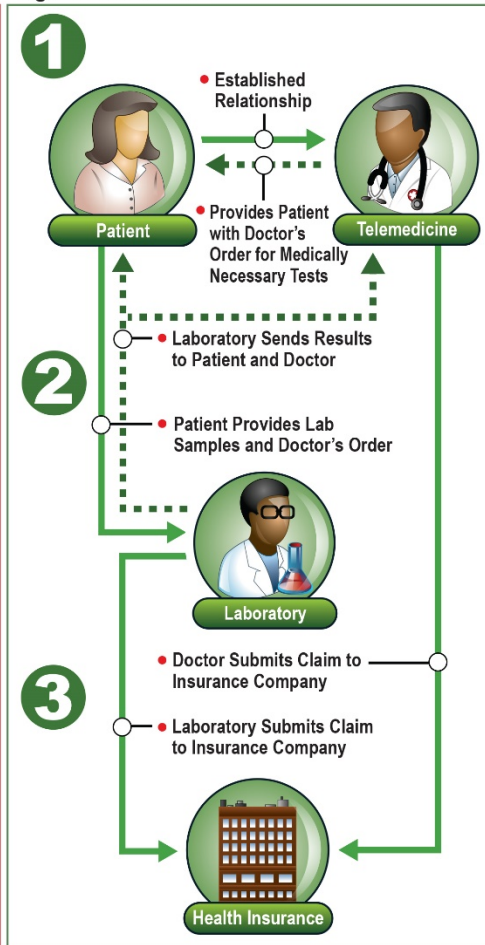 1
• Established
Relationship
Patient
Telemedicine
• Provides Patient
with Doctor's
Order for Medically
Necessary Tests
• Laboratory Sends Results
to Patient and Doctor
2
• Patient Provides Lab
Samples and Doctor's Order
Laboratory
• Doctor Submits Claim to
Insurance Company
3
• Laboratory Submits Claim
to Insurance Company
Health Insurance